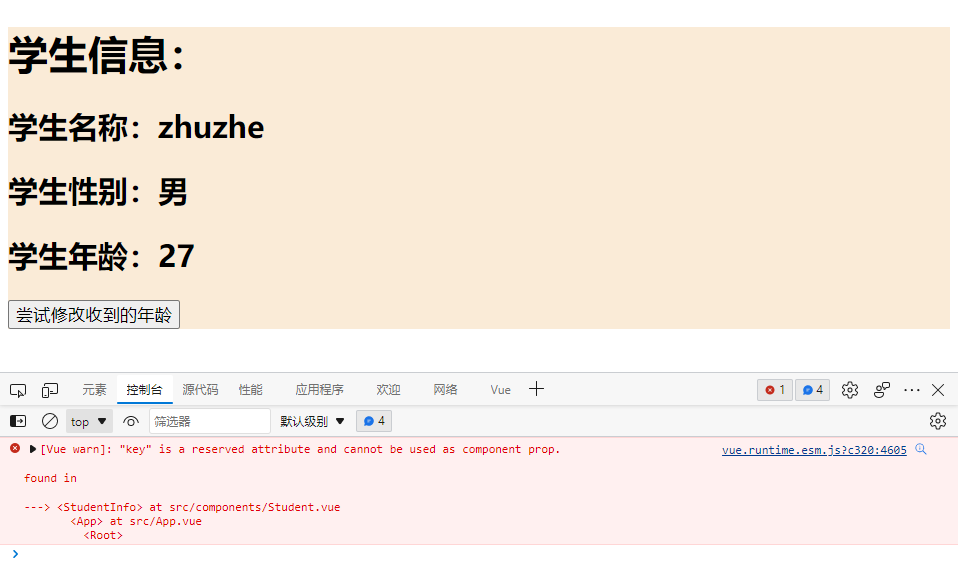 学生信息：
学生名称：zhuzhe
学生性别：男
学生年龄：27
尝试修改收到的年龄
元素 控制台 源代码 性能 应用程序 欢迎 网络 Vue 1 4
top ▼ 筛选器 默认级别 ▼ 4
▶[Vue warn]: "key" is a reserved attribute and cannot be used as component prop. vue.runtime.esm.js?c320:4605
found in
---> <StudentInfo> at src/components/Student.vue
<App> at src/App.vue
<Root>